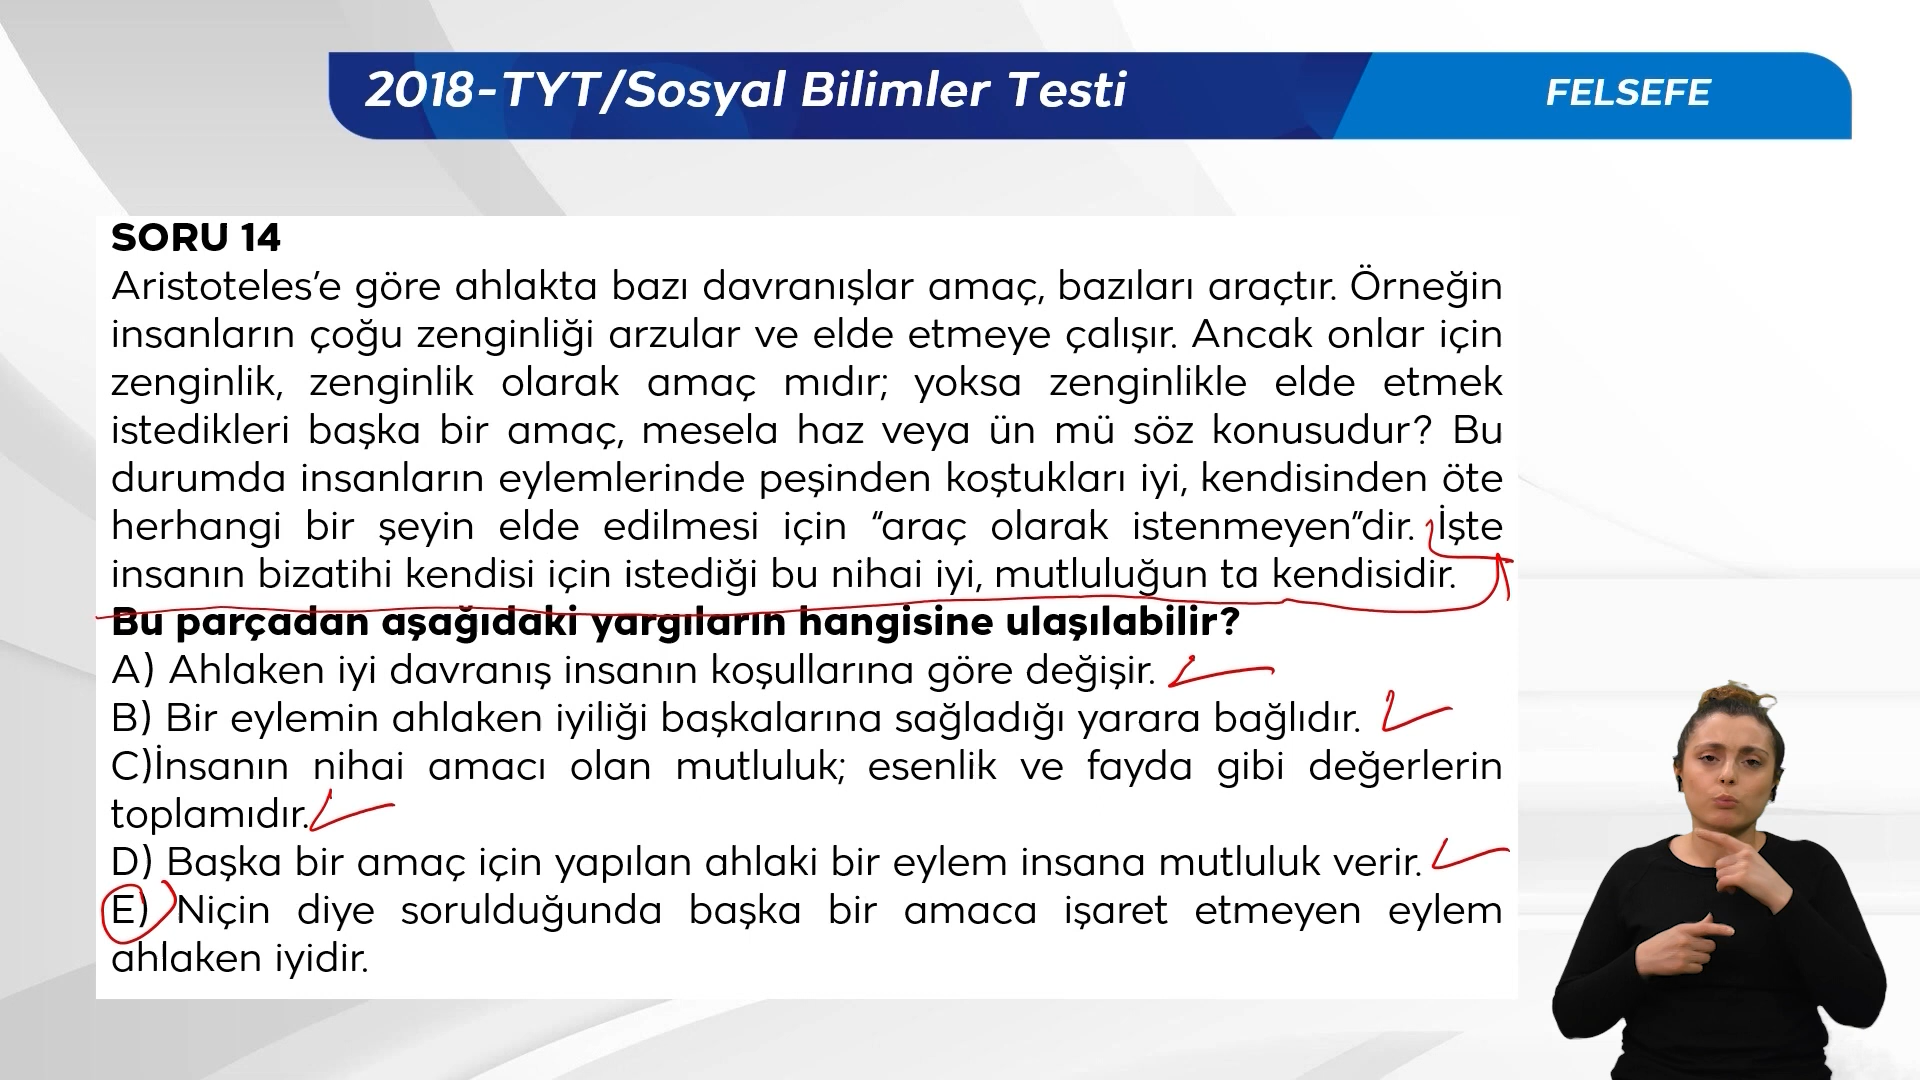 2018-TYT/Sosyal Bilimler Testi
FELSEFE
SORU 14
Aristoteles’e göre ahlakta bazı davranışlar amaç, bazıları araçtır. Örneğin
insanların çoğu zenginliği arzular ve elde etmeye çalışır. Ancak onlar için
zenginlik, zenginlik olarak amaç mıdır; yoksa zenginlikle elde etmek
istedikleri başka bir amaç, mesela haz veya ün mü söz konusudur? Bu
durumda insanların eylemlerinde peşinden koştukları iyi, kendisinden öte
herhangi bir şeyin elde edilmesi için “araç olarak istenmeyen”dir. İşte
insanın bizatihi kendisi için istediği bu nihai iyi, mutluluğun ta kendisidir.
Bu parçadan aşağıdaki yargıların hangisine ulaşılabilir?
A) Ahlaken iyi davranış insanın koşullarına göre değişir.
B) Bir eylemin ahlaken iyiliği başkalarına sağladığı yarara bağlıdır.
C)İnsanın nihai amacı olan mutluluk; esenlik ve fayda gibi değerlerin
toplamıdır.
D) Başka bir amaç için yapılan ahlaki bir eylem insana mutluluk verir.
E) Niçin diye sorulduğunda başka bir amaca işaret etmeyen eylem
ahlaken iyidir.